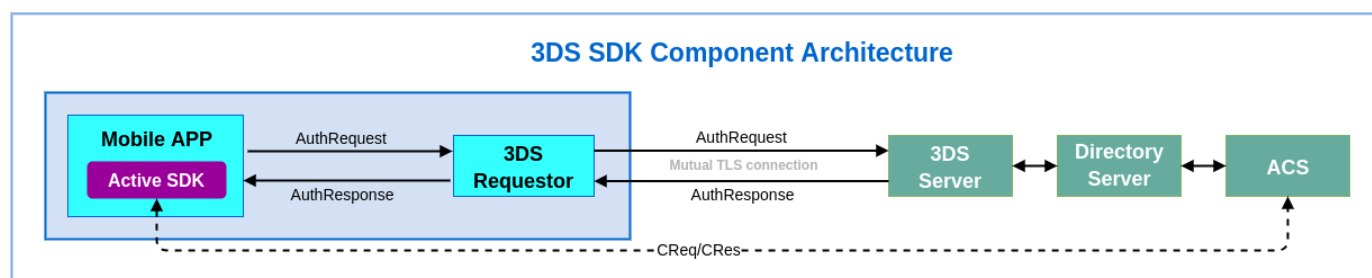 3DS SDK Component Architecture
Mobile APP
Active SDK
AuthRequest
AuthResponse
3DS
Requestor
AuthRequest
Mutual TLS connection
AuthResponse
3DS
Server
Directory
Server
ACS
CReq/CRes